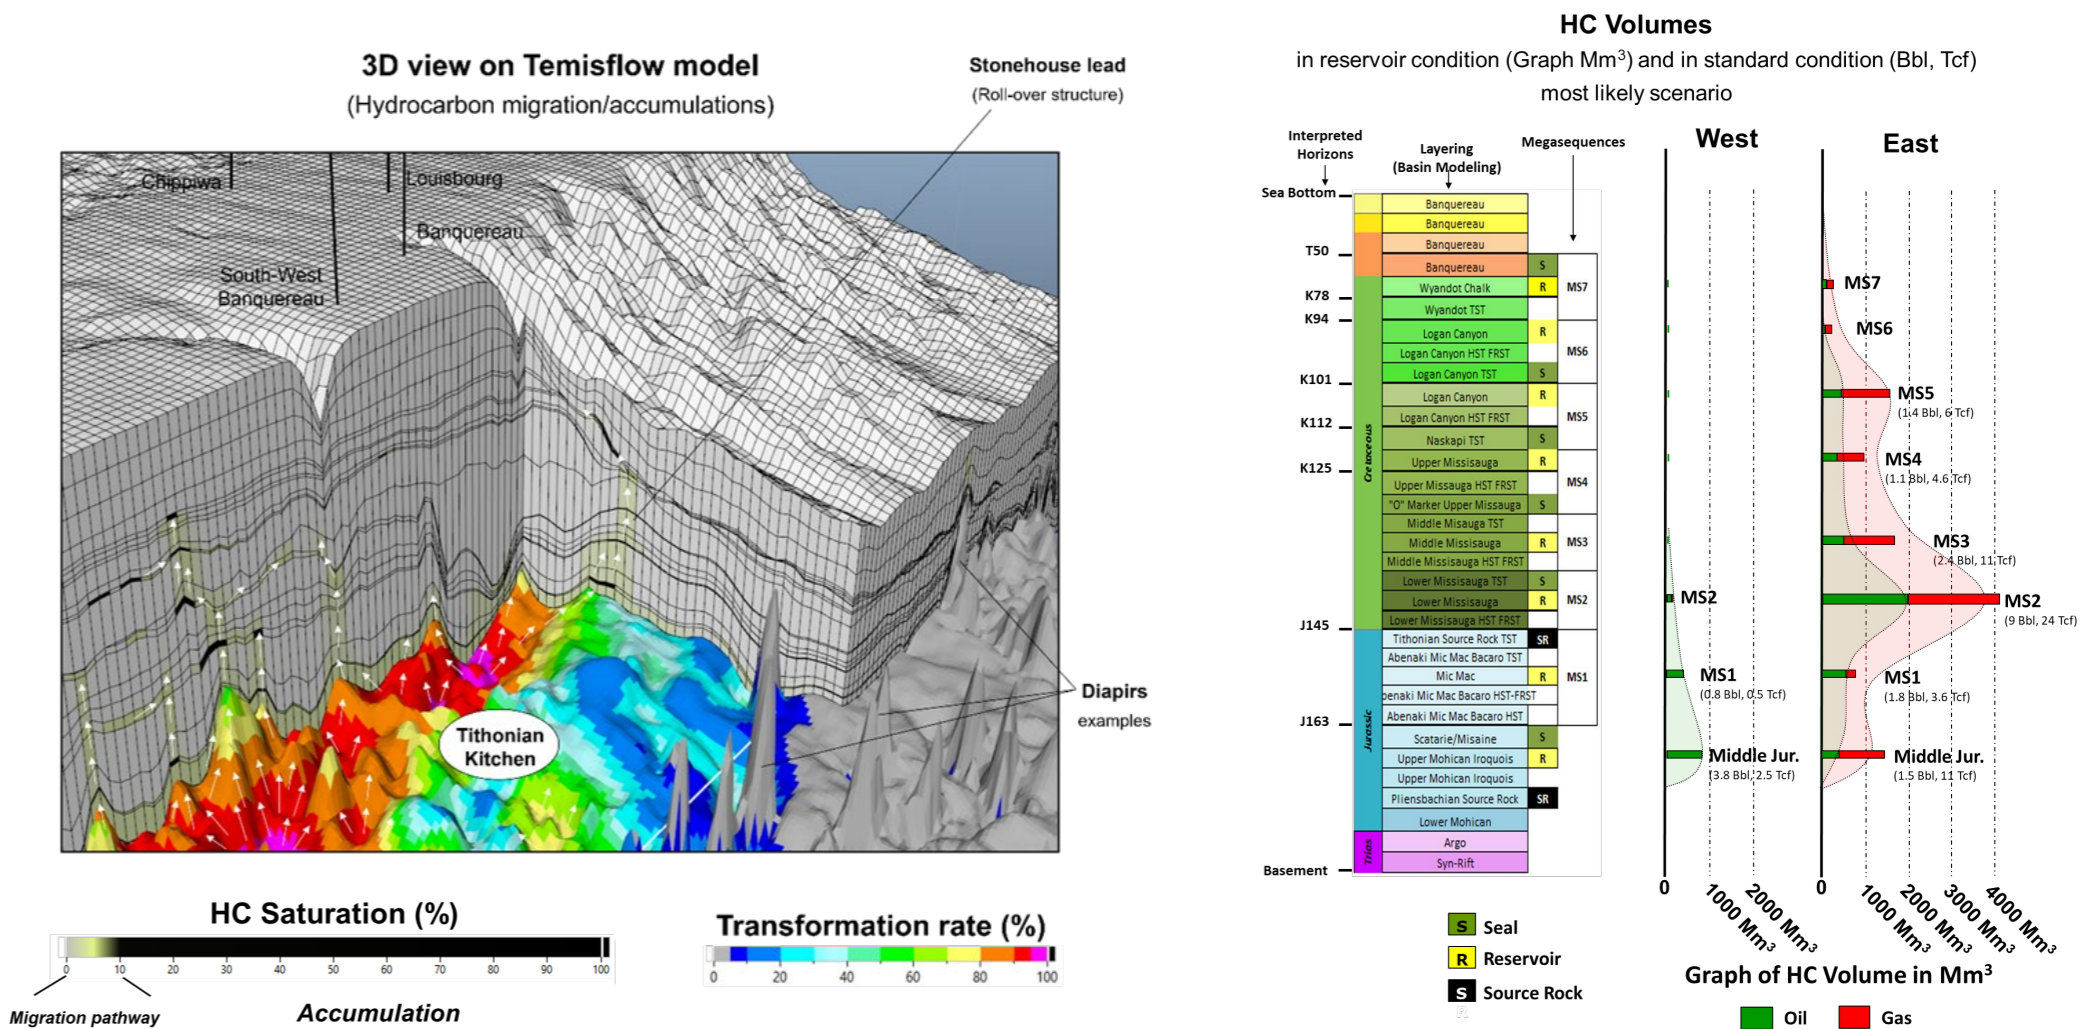 3D view on Temisflow model
(Hydrocarbon migration/accumulations)
Stonehouse lead
(Roll-over structure)
Chippiwa
Louisbourg
Banquereau
South-West
Banquereau
Tithonian
Kitchen
Diapirs
examples
HC Saturation (%)
0 10 20 30 40 50 60 70 80 90 100
Migration pathway
Accumulation
Transformation rate (%)
0 20 40 60 80 100
HC Volumes
in reservoir condition (Graph Mm³) and in standard condition (Bbl, Tcf)
most likely scenario
Interpreted
Horizons
Layering
(Basin Modeling)
Megasequences
West
East
Sea Bottom
T50
K78
K94
K101
K112
K125
J145
J163
Basement
Cretaceous
Jurassic
Trias
Banquereau
Banquereau
Banquereau
Banquereau S
Wyandot Chalk R
Wyandot TST
Logan Canyon R
Logan Canyon HST FRST
Logan Canyon TST S
Logan Canyon R
Logan Canyon HST FRST
Naskapi TST S
Upper Missisauga R
Upper Missauga HST FRST
"O" Marker Upper Missauga S
Middle Misauga TST
Middle Missisauga R
Middle Missisauga HST FRST
Lower Missisauga TST S
Lower Missisauga R
Lower Missisauga HST FRST
Tithonian Source Rock TST SR
Abenaki Mic Mac Bacaro TST
Mic Mac R
benaki Mic Mac Bacaro HST-FRST
Abenaki Mic Mac Bacaro HST
Scatarie/Misaine S
Upper Mohican Iroquois R
Upper Mohican Iroquois
Pliensbachian Source Rock SR
Lower Mohican
Argo
Syn-Rift
MS7
MS6
MS5
MS4
MS3
MS2
MS1
MS2
MS1
(0.8 Bbl, 0.5 Tcf)
Middle Jur.
(3.8 Bbl, 2.5 Tcf)
0
1000 Mm³
2000 Mm³
MS7
MS6
MS5
(1.4 Bbl, 6 Tcf)
MS4
(1.1 Bbl, 4.6 Tcf)
MS3
(2.4 Bbl, 11 Tcf)
MS2
(9 Bbl, 24 Tcf)
MS1
(1.8 Bbl, 3.6 Tcf)
Middle Jur.
(1.5 Bbl, 11 Tcf)
0
1000 Mm³
2000 Mm³
3000 Mm³
4000 Mm³
S Seal
R Reservoir
S Source Rock
R
Graph of HC Volume in Mm³
Oil
Gas